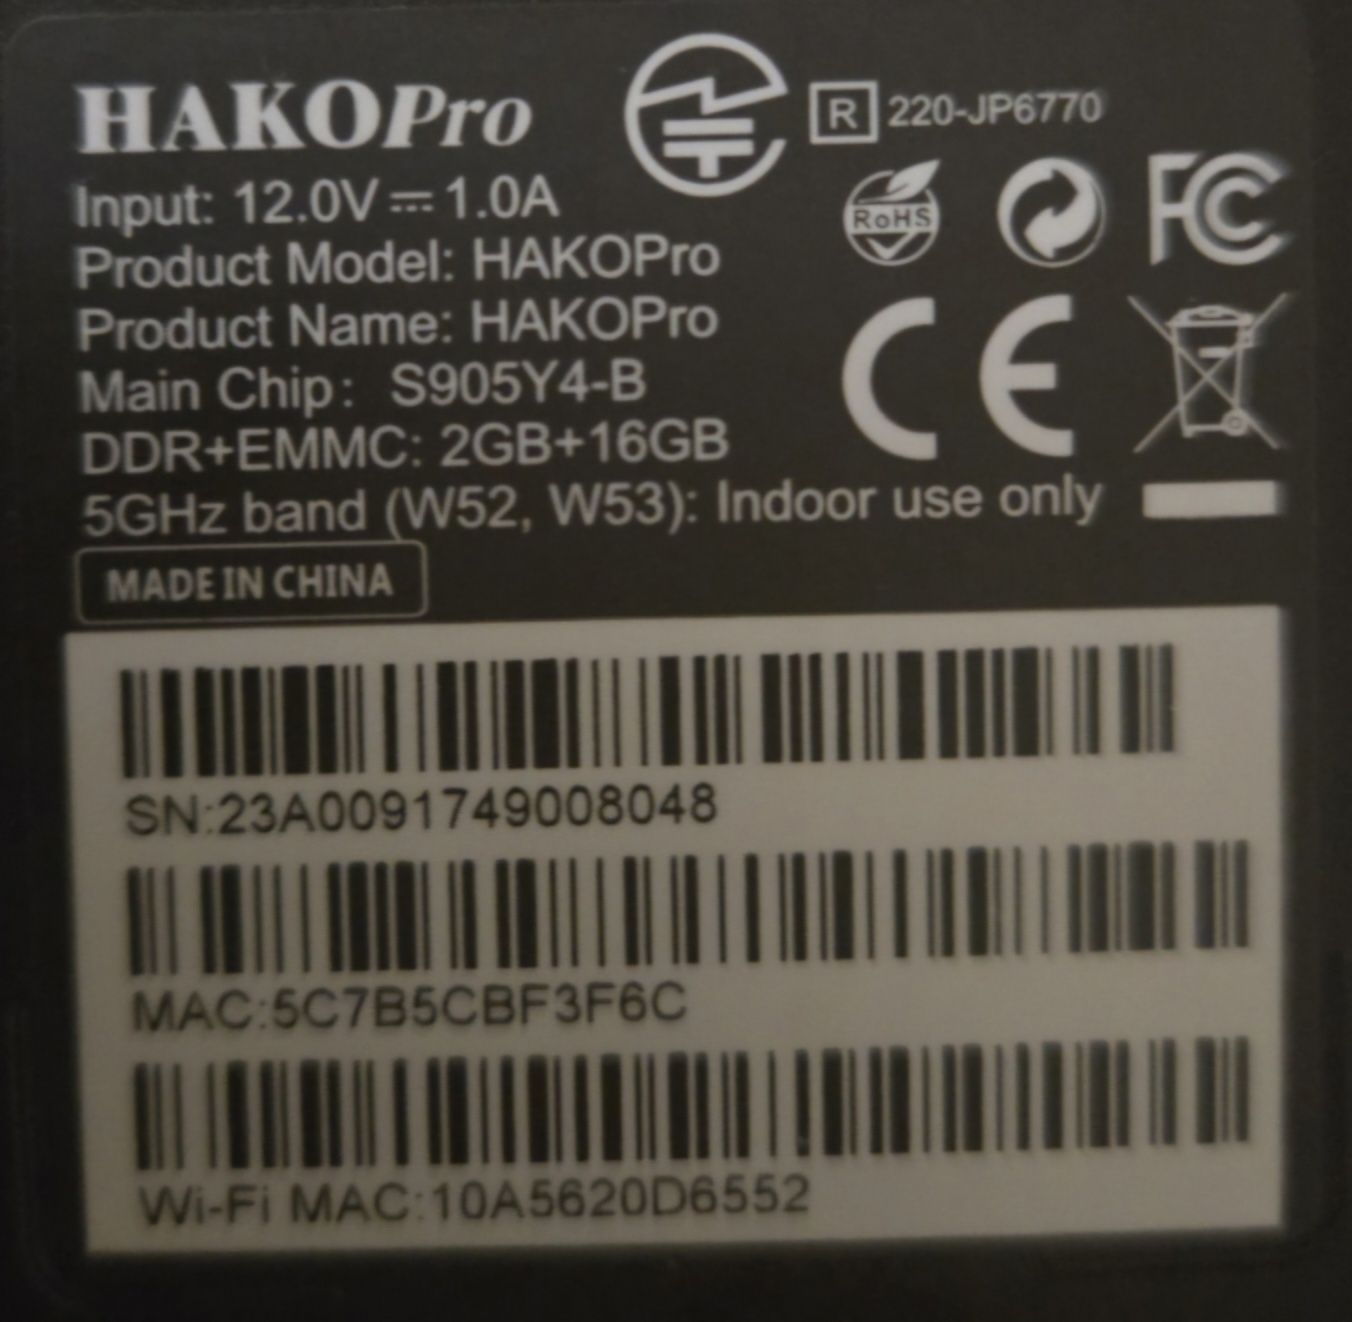 HAKOPro
R 220-JP6770
Input: 12.0V⎓1.0A
RoHS
FC
Product Model: HAKOPro
Product Name: HAKOPro
CE
Main Chip: S905Y4-B
DDR+EMMC: 2GB+16GB
5GHz band (W52, W53): Indoor use only
MADE IN CHINA
SN:23A0091749008048
MAC:5C7B5CBF3F6C
Wi-Fi MAC:10A5620D6552